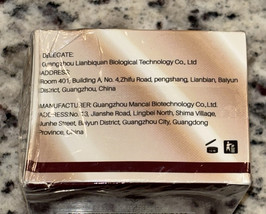 DELEGATE:
Guangzhou Lianbiquan Biological Technology Co., Ltd
ADDRESS:
Room 401, Building A, No. 4,Zhifu Road, pengshang, Lianbian, Baiyun
District, Guangzhou, China
MANUFACTURER Guangzhou Mancai Biotechnology Co.,Ltd.
ADDRESS:No. 13, Jianshe Road, Lingbei North, Shima Village,
Junhe Street, Baiyun District, Guangzhou City, Guangdong
Province, China